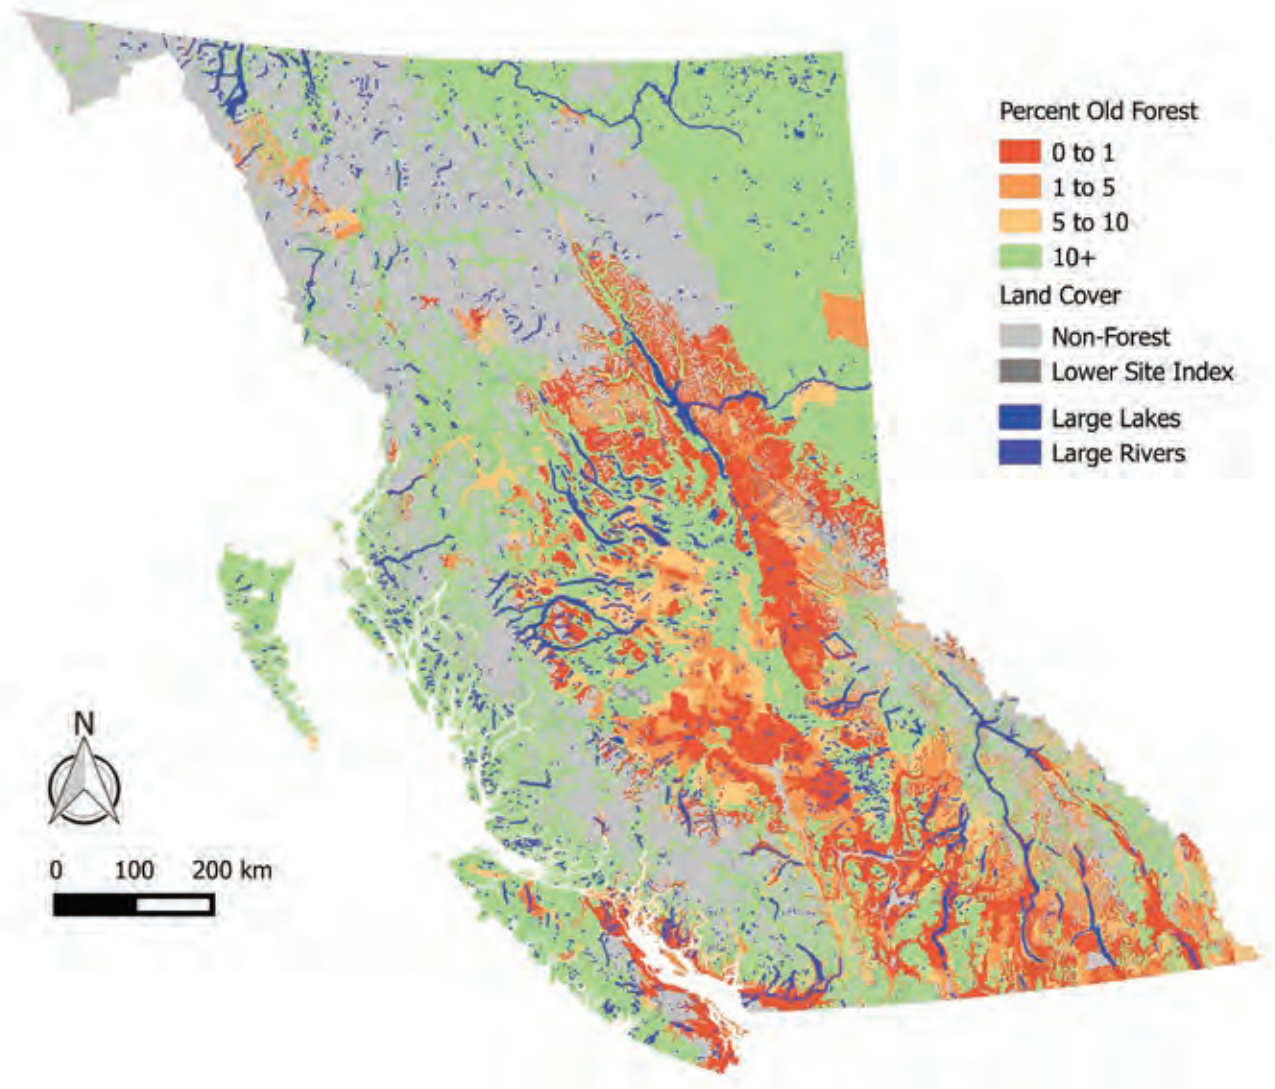 Percent Old Forest
0 to 1
1 to 5
5 to 10
10+
Land Cover
Non-Forest
Lower Site Index
Large Lakes
Large Rivers
N
0 100 200 km